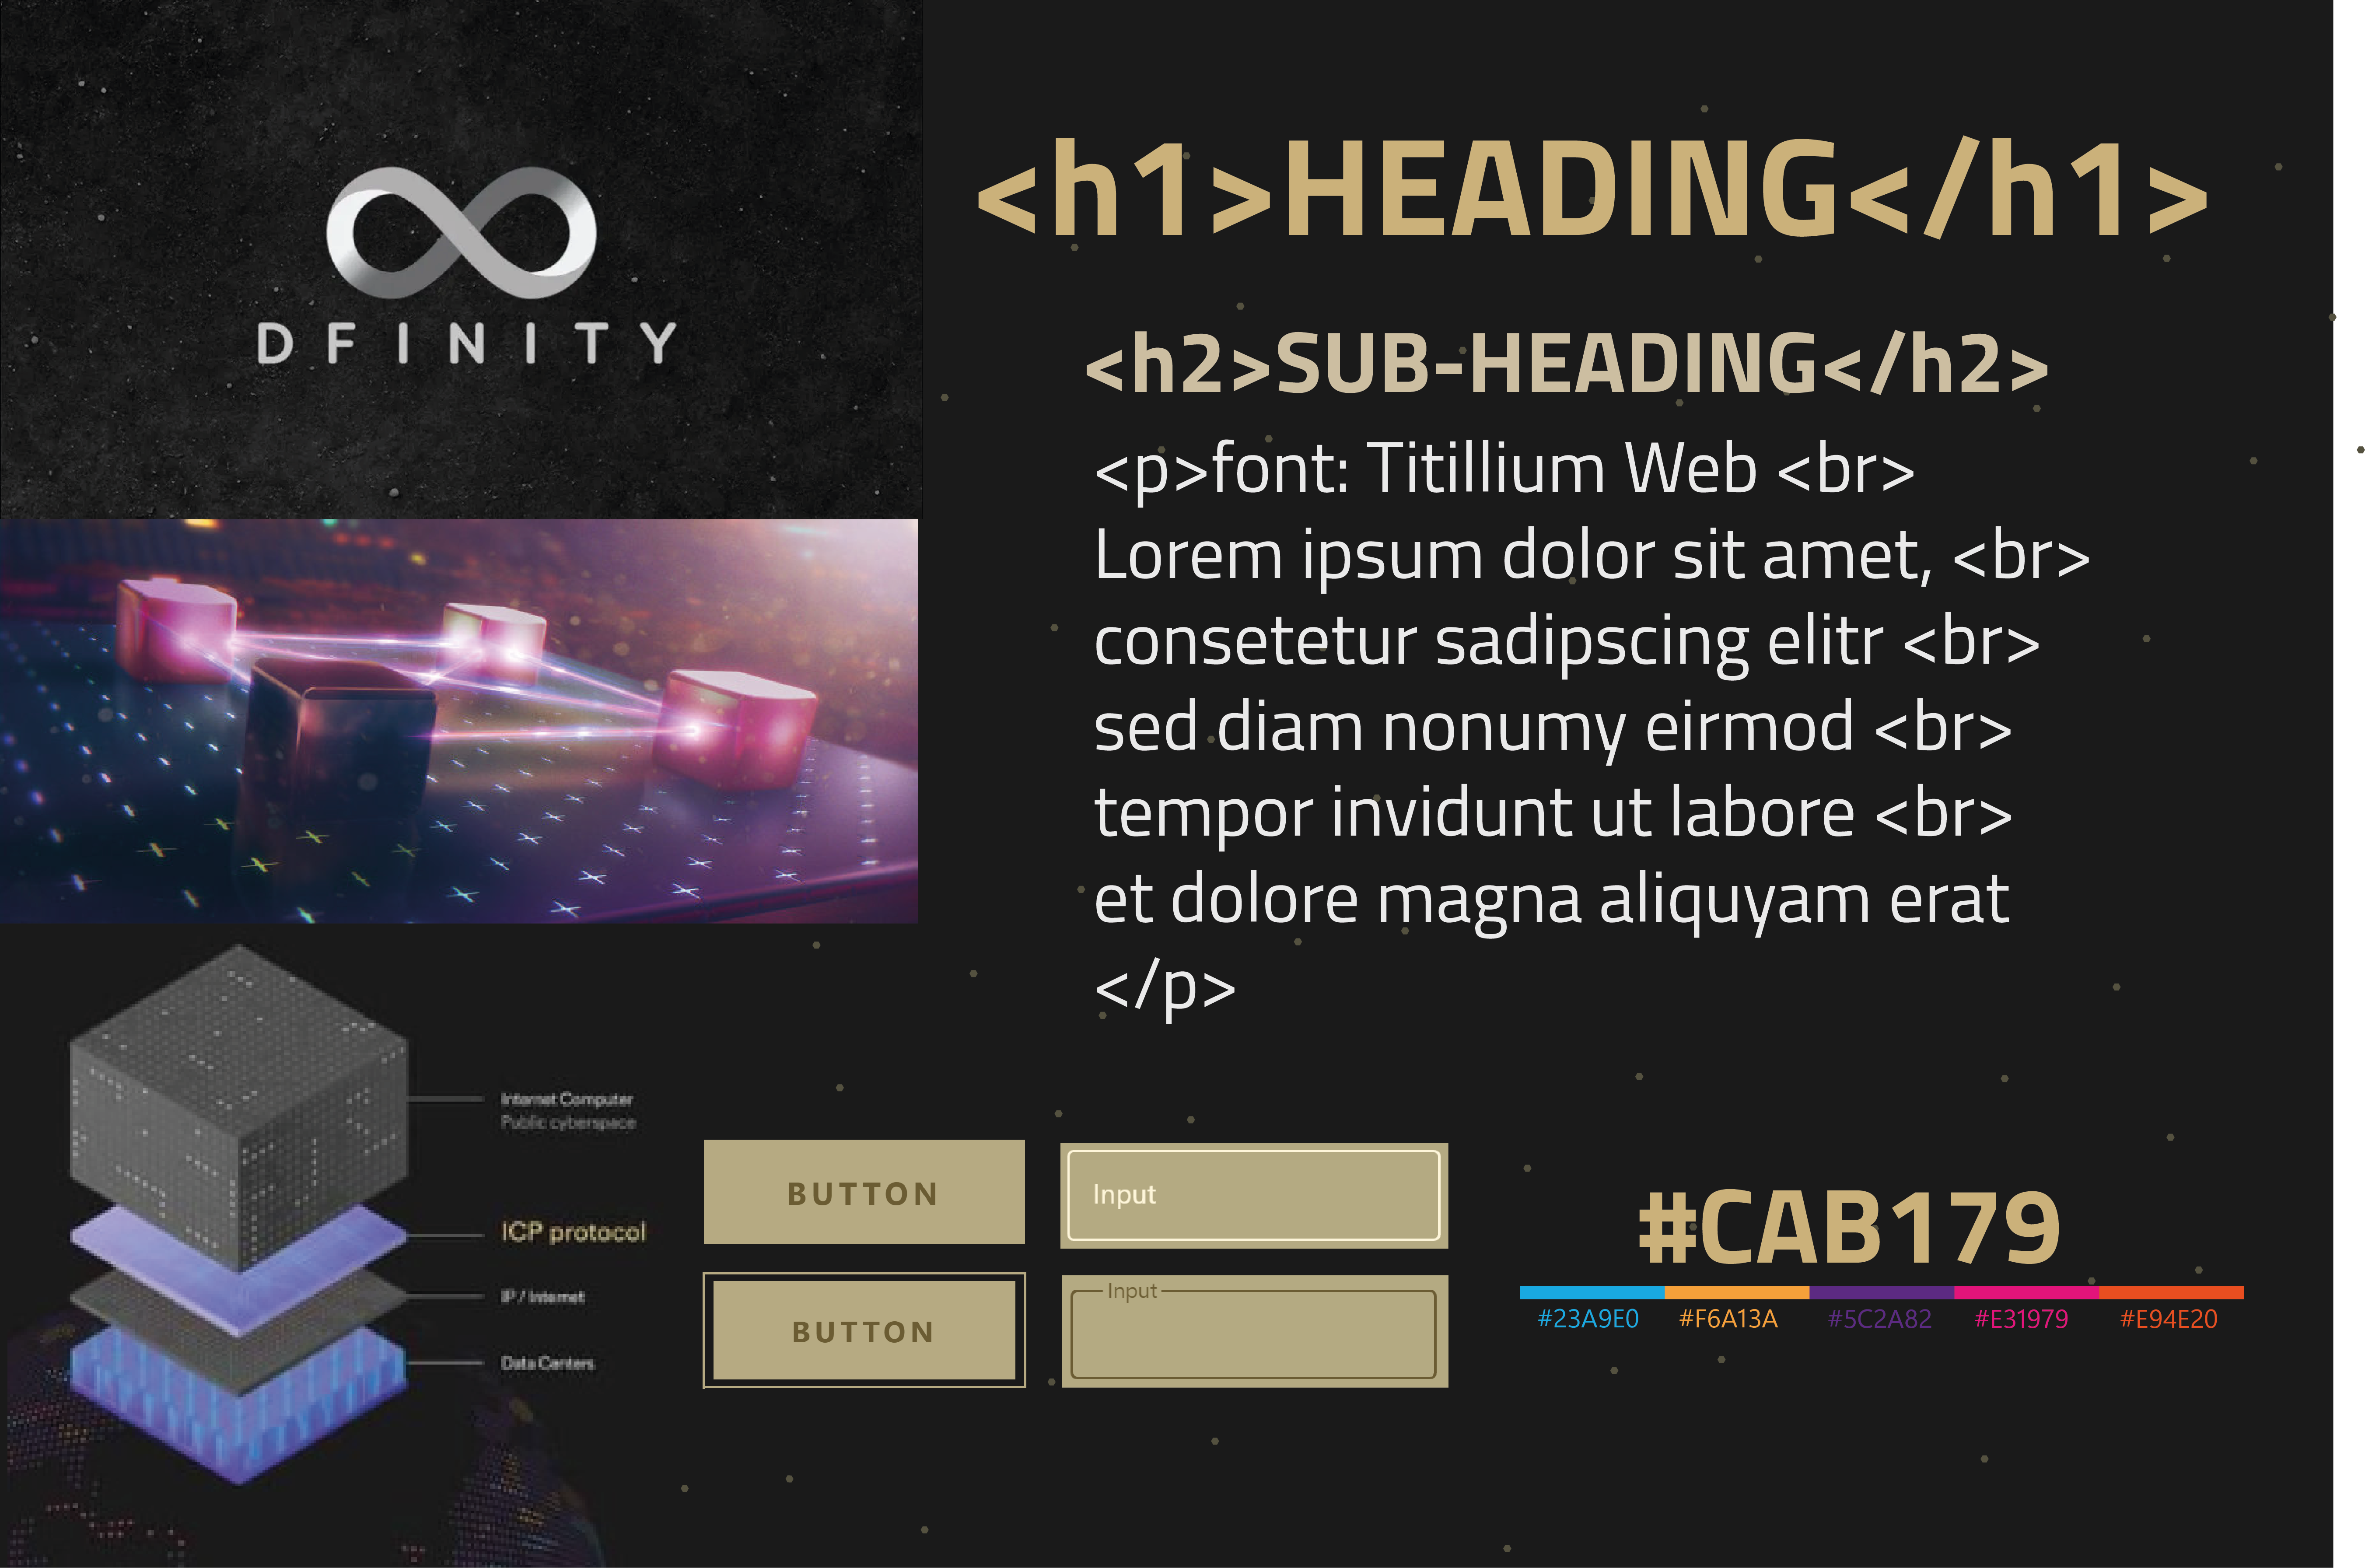 DFINITY
<h1>HEADING</h1>
<h2>SUB-HEADING</h2>
<p>font: Titillium Web <br>
Lorem ipsum dolor sit amet, <br>
consetetur sadipscing elitr <br>
sed diam nonumy eirmod <br>
tempor invidunt ut labore <br>
et dolore magna aliquyam erat
</p>
Internet Computer
Public cyberspace
ICP protocol
IP / Internet
Data Centers
BUTTON
Input
BUTTON
Input
#CAB179
#23A9E0 #F6A13A #5C2A82 #E31979 #E94E20